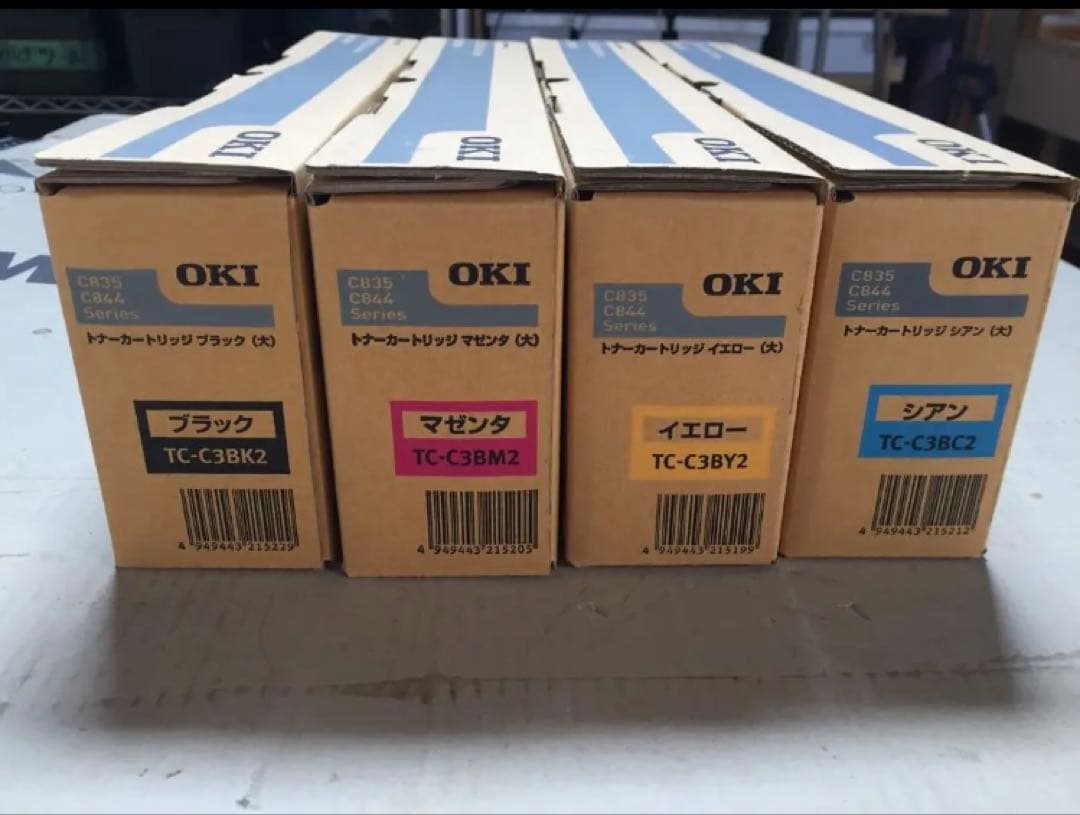 OKI
OKI
OKI
OKI
C835
C844
Series
OKI
トナーカートリッジ ブラック（大）
ブラック
TC-C3BK2
4 949443 215229
C835
C844
Series
OKI
トナーカートリッジ マゼンタ（大）
マゼンタ
TC-C3BM2
4 949443 215205
C835
C844
Series
OKI
トナーカートリッジ イエロー（大）
イエロー
TC-C3BY2
4 949443 215199
C835
C844
Series
OKI
トナーカートリッジ シアン（大）
シアン
TC-C3BC2
4 949443 215212